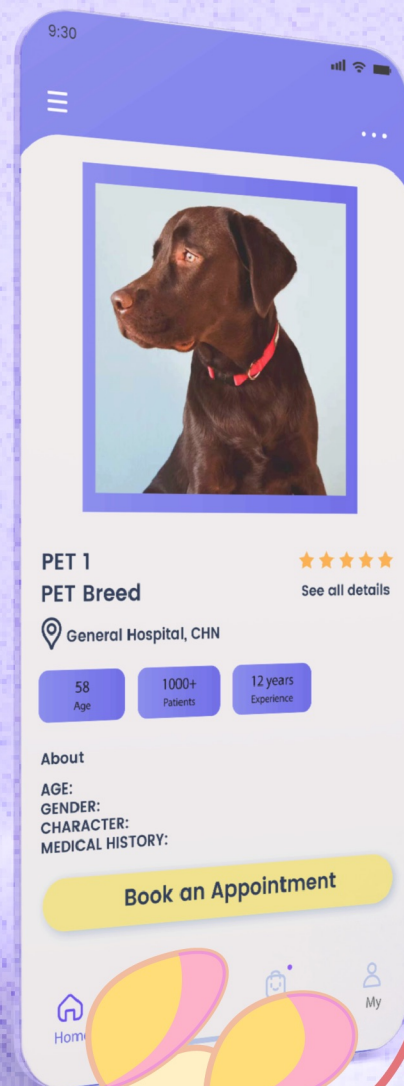 9:30
PET 1
PET Breed
See all details
General Hospital, CHN
58
Age
1000+
Patients
12 years
Experience
About
AGE:
GENDER:
CHARACTER:
MEDICAL HISTORY:
Book an Appointment
Home
My